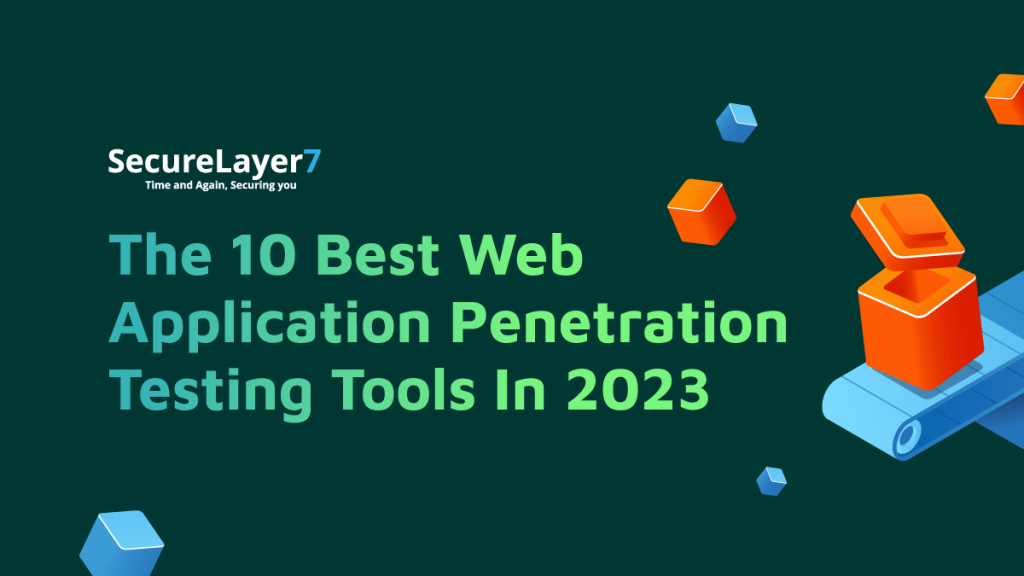 SecureLayer7
Time and Again, Securing you
The 10 Best Web
Application Penetration
Testing Tools In 2023